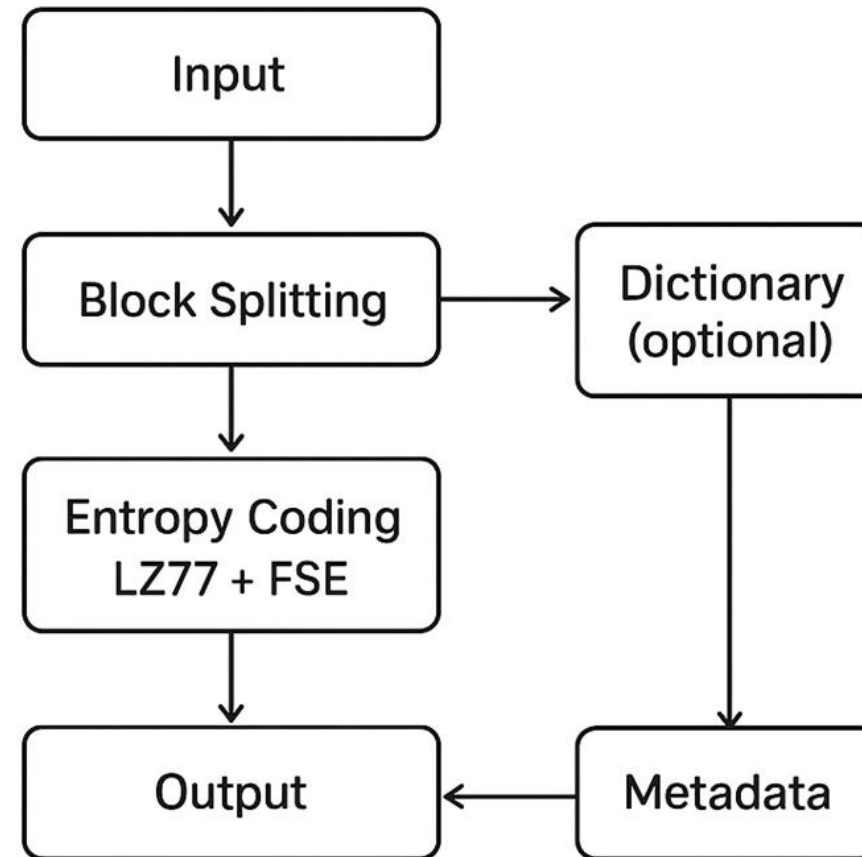 Input
Block Splitting
Dictionary
(optional)
Entropy Coding
LZ77 + FSE
Output
Metadata